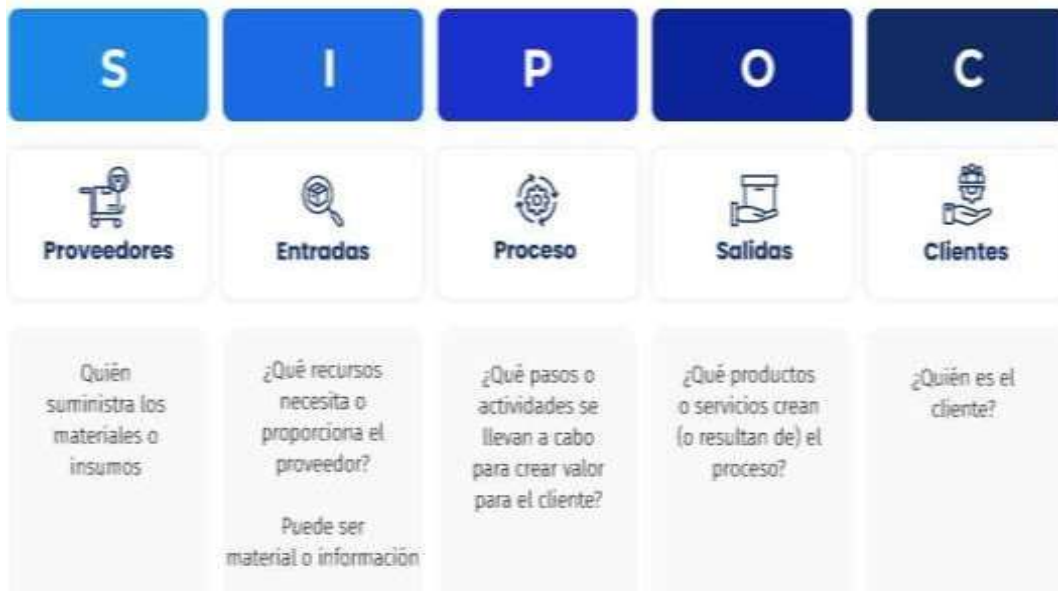 S
I
P
O
C
Proveedores
Entradas
Proceso
Salidas
Clientes
Quién
suministra los
materiales o
insumos
¿Qué recursos
necesita o
proporciona el
proveedor?
Puede ser
material o información
¿Qué pasos o
actividades se
llevan a cabo
para crear valor
para el cliente?
¿Qué productos
o servicios crean
(o resultan de) el
proceso?
¿Quién es el
cliente?